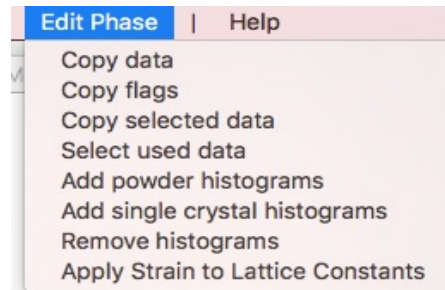 Edit Phase | Help
M
Copy data
Copy flags
Copy selected data
Select used data
Add powder histograms
Add single crystal histograms
Remove histograms
Apply Strain to Lattice Constants